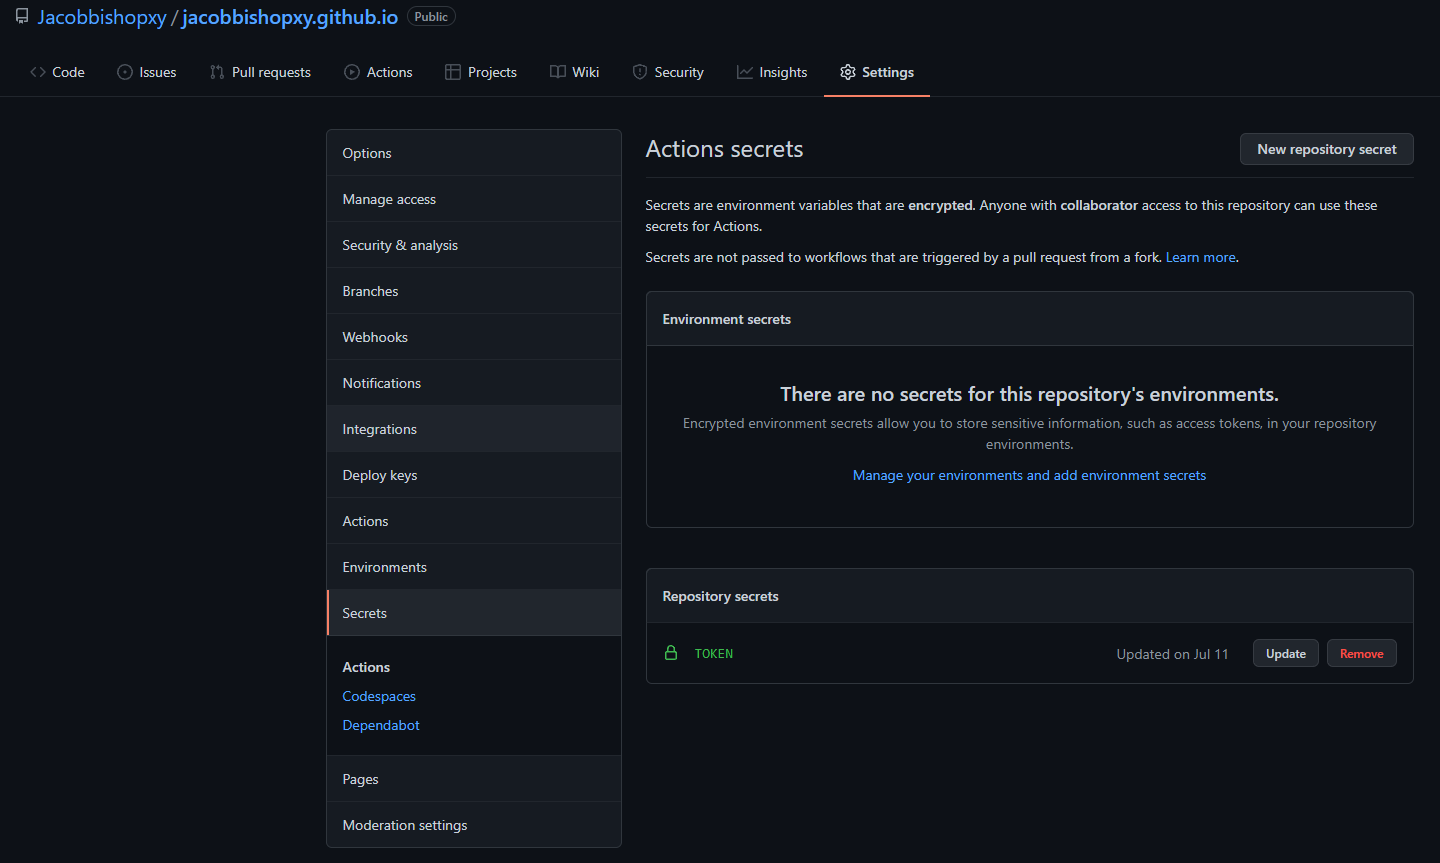 Jacobbishopxy / jacobbishopxy.github.io Public
Code Issues Pull requests Actions Projects Wiki Security Insights Settings
Options
Manage access
Security & analysis
Branches
Webhooks
Notifications
Integrations
Deploy keys
Actions
Environments
Secrets
Actions
Codespaces
Dependabot
Pages
Moderation settings
Actions secrets
New repository secret
Secrets are environment variables that are encrypted. Anyone with collaborator access to this repository can use these
secrets for Actions.
Secrets are not passed to workflows that are triggered by a pull request from a fork. Learn more.
Environment secrets
There are no secrets for this repository's environments.
Encrypted environment secrets allow you to store sensitive information, such as access tokens, in your repository
environments.
Manage your environments and add environment secrets
Repository secrets
TOKEN Updated on Jul 11 Update Remove